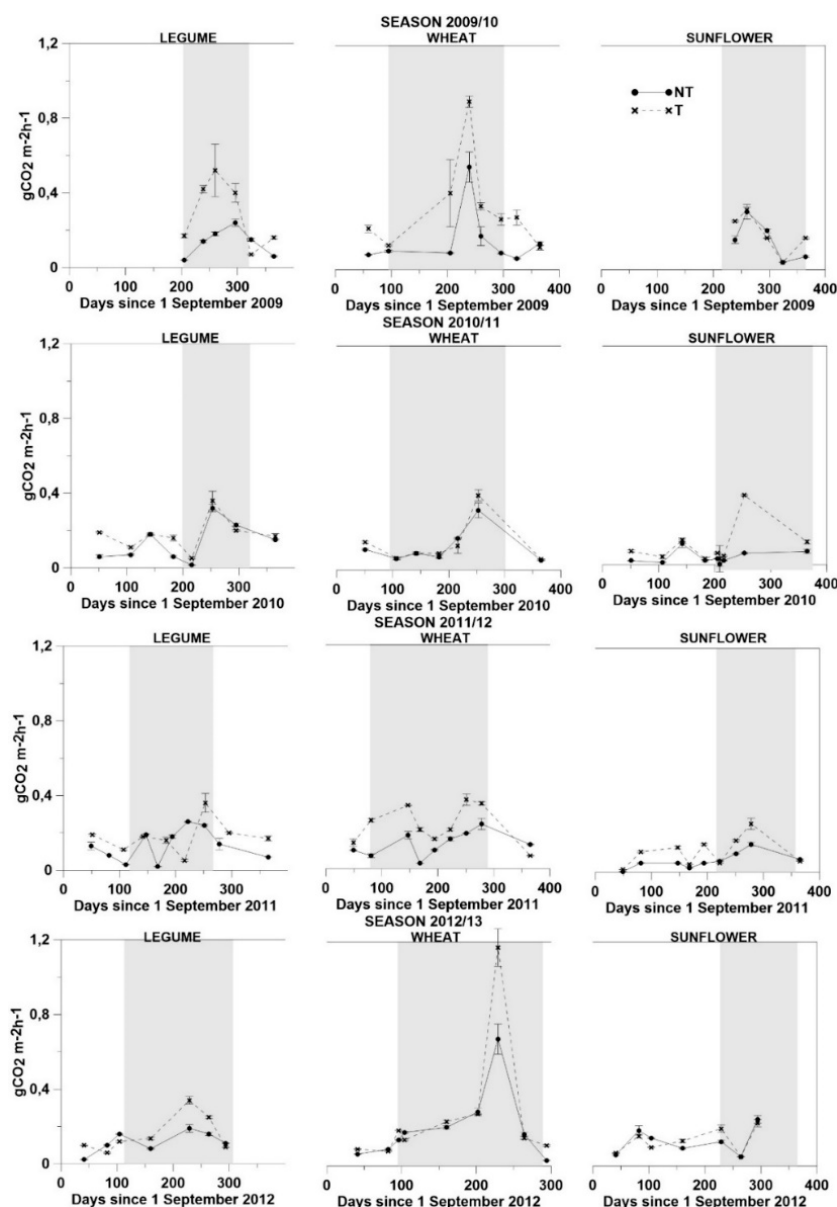 SEASON 2009/10
LEGUME WHEAT SUNFLOWER
1,2
0,8
0,4
0
gCO2 m-2h-1
NT
T
0 100 200 300 0 100 200 300 400 0 100 200 300 400
Days since 1 September 2009 Days since 1 September 2009 Days since 1 September 2009
SEASON 2010/11
LEGUME WHEAT SUNFLOWER
1,2
0,8
0,4
0
gCO2 m-2h-1
0 100 200 300 0 100 200 300 400 0 100 200 300 400
Days since 1 September 2010 Days since 1 September 2010 Days since 1 September 2010
SEASON 2011/12
LEGUME WHEAT SUNFLOWER
1,2
0,8
0,4
0
gCO2 m-2h-1
0 100 200 300 0 100 200 300 400 0 100 200 300 400
Days since 1 September 2011 Days since 1 September 2011 Days since 1 September 2011
SEASON 2012/13
LEGUME WHEAT SUNFLOWER
1,2
0,8
0,4
0
gCO2 m-2h-1
0 100 200 300 0 100 200 300 0 100 200 300 400
Days since 1 September 2012 Days since 1 September 2012 Days since 1 September 2012